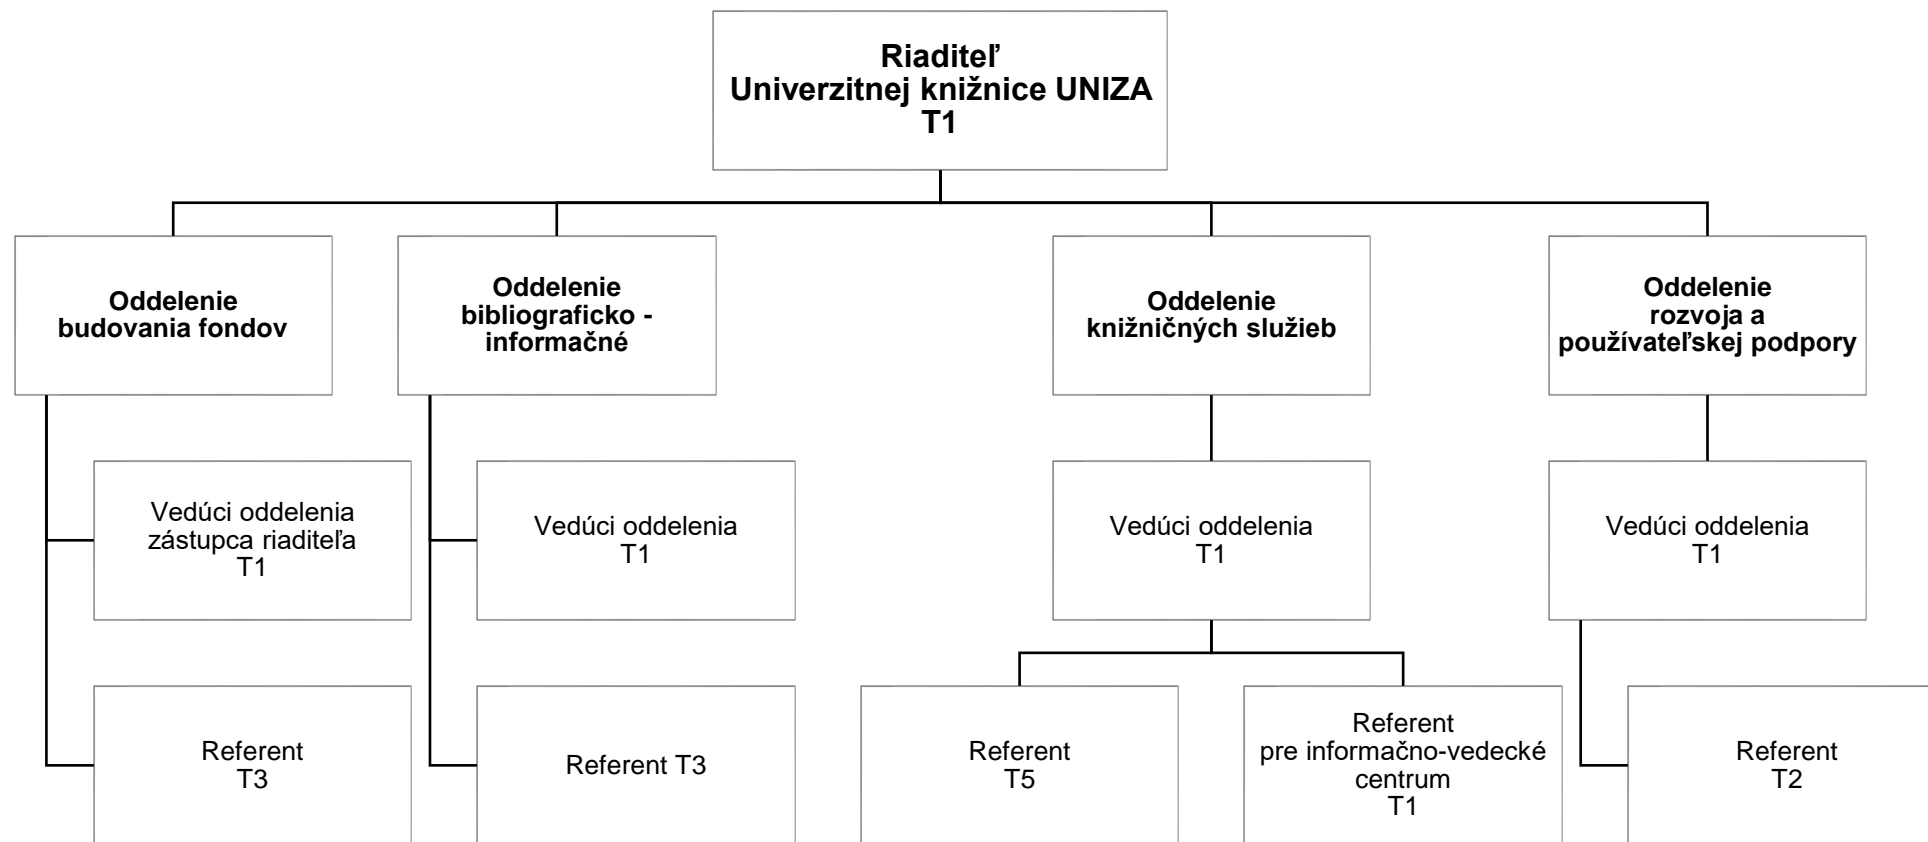 Riaditeľ
Univerzitnej knižnice UNIZA
T1
Oddelenie
budovania fondov
Oddelenie
bibliograficko -
informačné
Oddelenie
knižničných služieb
Oddelenie
rozvoja a
používateľskej podpory
Vedúci oddelenia
zástupca riaditeľa
T1
Vedúci oddelenia
T1
Vedúci oddelenia
T1
Vedúci oddelenia
T1
Referent
T3
Referent T3
Referent
T5
Referent
pre informačno-vedecké
centrum
T1
Referent
T2